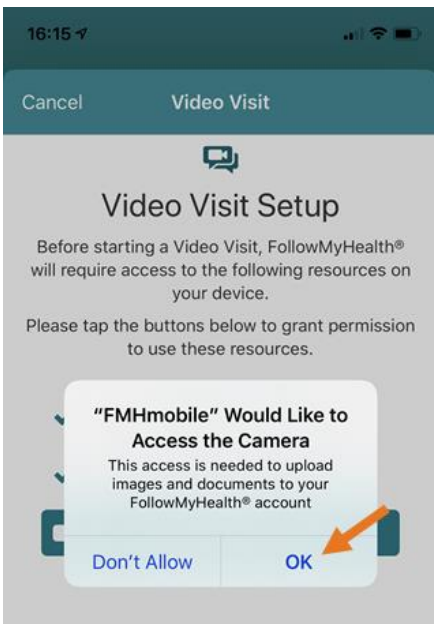 16:15
Cancel Video Visit
Video Visit Setup
Before starting a Video Visit, FollowMyHealth®
will require access to the following resources on
your device.
Please tap the buttons below to grant permission
to use these resources.
“FMHmobile” Would Like to
Access the Camera
This access is needed to upload
images and documents to your
FollowMyHealth® account
Don’t Allow OK